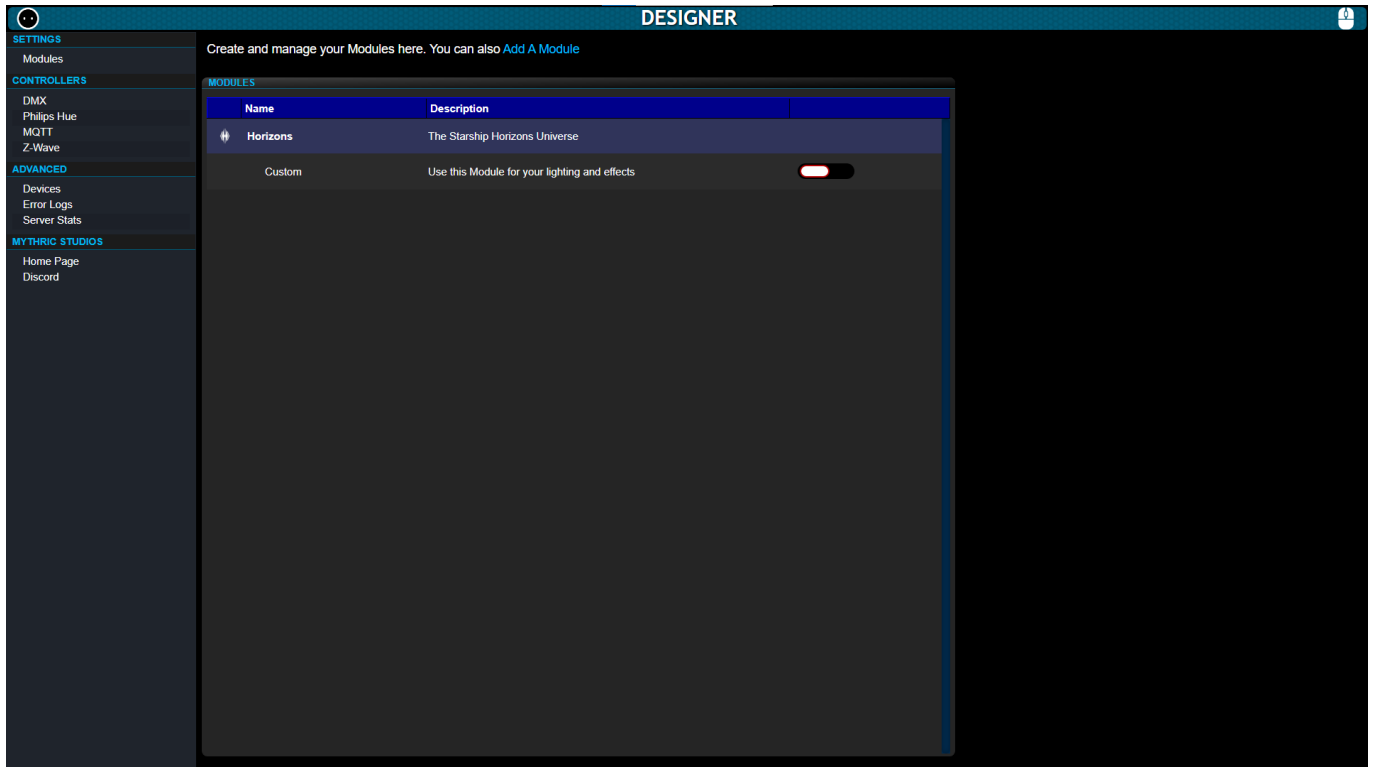 DESIGNER
SETTINGS
Modules
CONTROLLERS
DMX
Philips Hue
MQTT
Z-Wave
ADVANCED
Devices
Error Logs
Server Stats
MYTHRIC STUDIOS
Home Page
Discord
Create and manage your Modules here. You can also Add A Module
MODULES
Name Description
Horizons The Starship Horizons Universe
Custom Use this Module for your lighting and effects